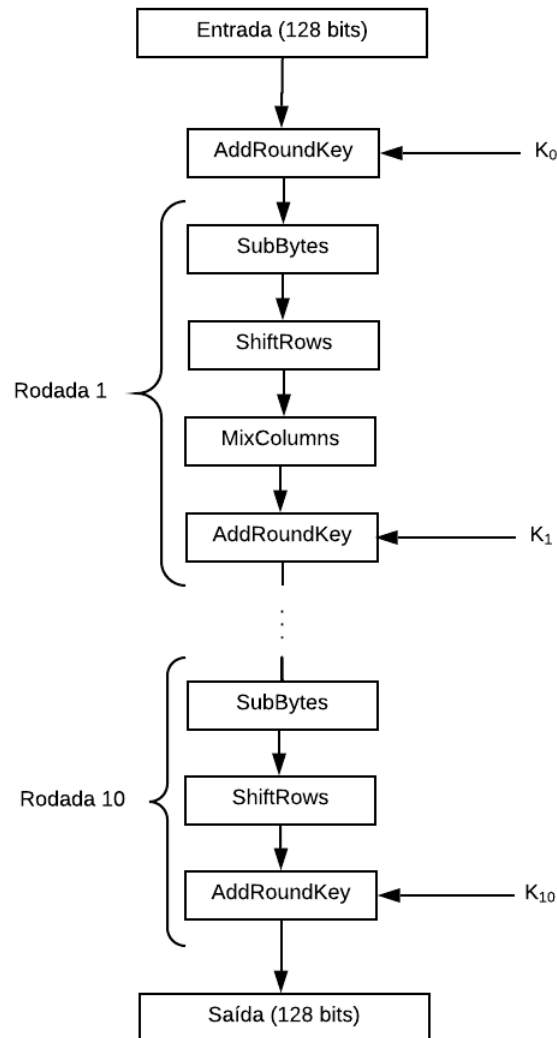 Entrada (128 bits)
AddRoundKey
K₀
SubBytes
ShiftRows
Rodada 1
MixColumns
AddRoundKey
K₁
SubBytes
ShiftRows
Rodada 10
AddRoundKey
K₁₀
Saída (128 bits)